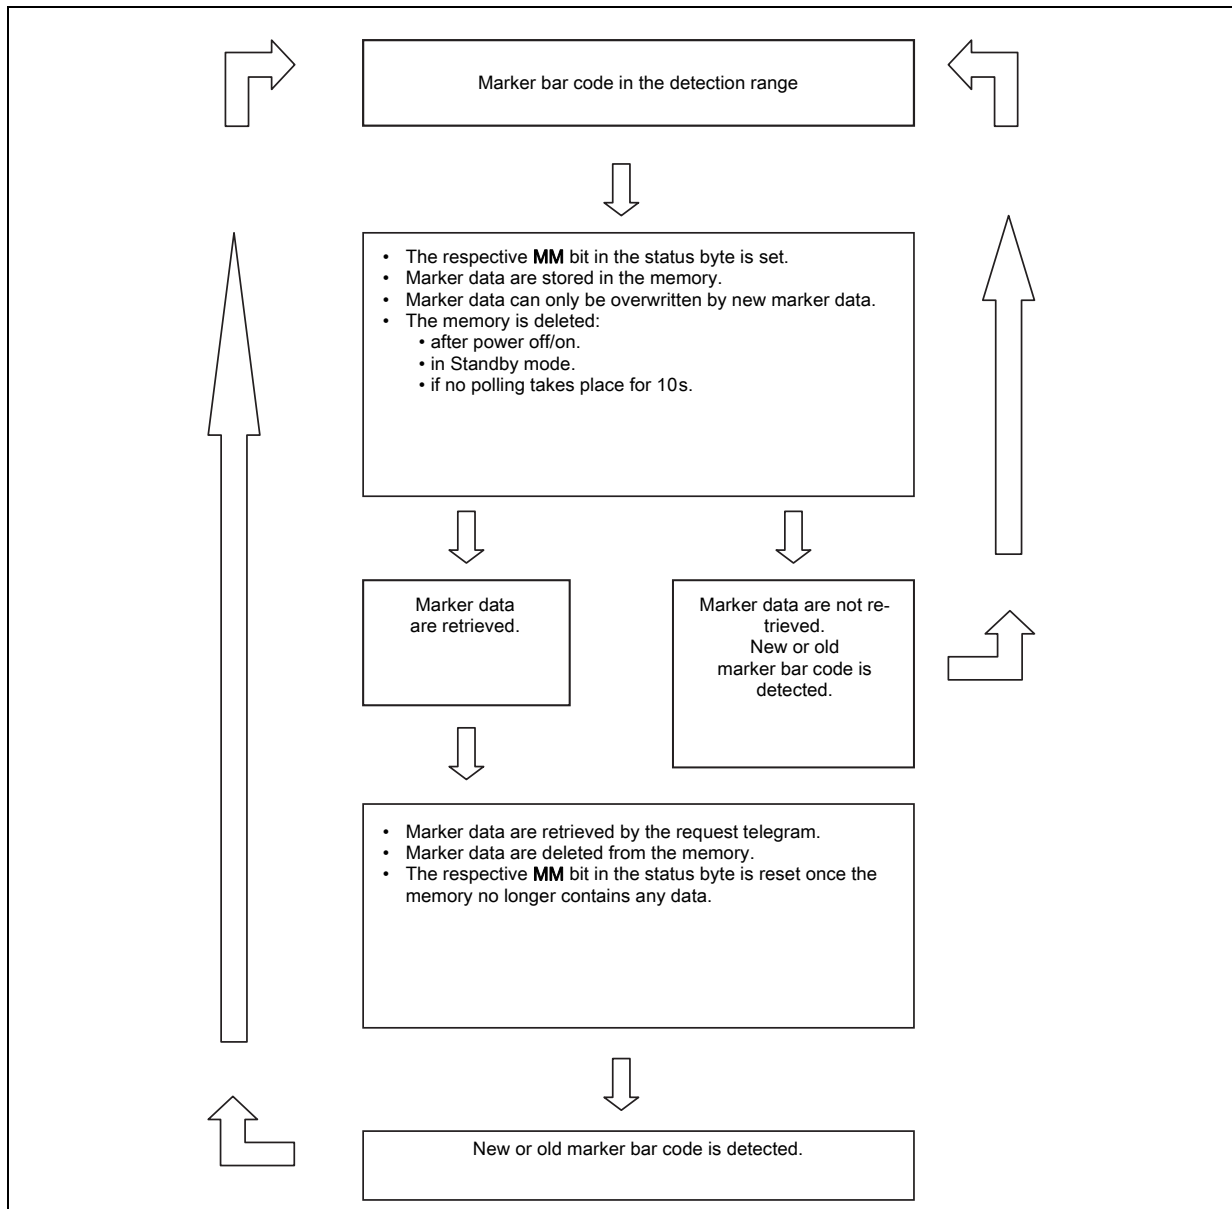 Marker bar code in the detection range
• The respective MM bit in the status byte is set.
• Marker data are stored in the memory.
• Marker data can only be overwritten by new marker data.
• The memory is deleted:
• after power off/on.
• in Standby mode.
• if no polling takes place for 10s.
Marker data
are retrieved.
Marker data are not re-
trieved.
New or old
marker bar code is
detected.
• Marker data are retrieved by the request telegram.
• Marker data are deleted from the memory.
• The respective MM bit in the status byte is reset once the
memory no longer contains any data.
New or old marker bar code is detected.